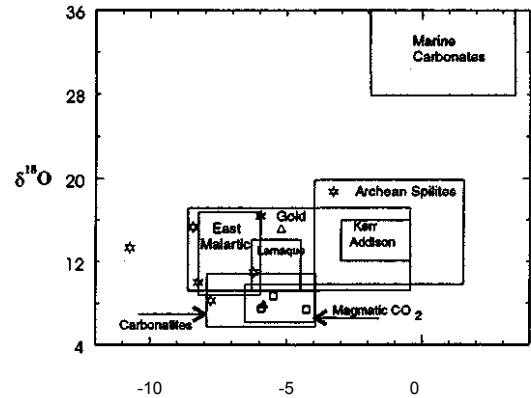 36
Marine
Carbonates
28
δ¹⁸O
20
Archean Spilites
Gold
East
Malartic
Kerr
Addison
Lamaque
12
Carbonatites
Magmatic CO₂
4
-10 -5 0